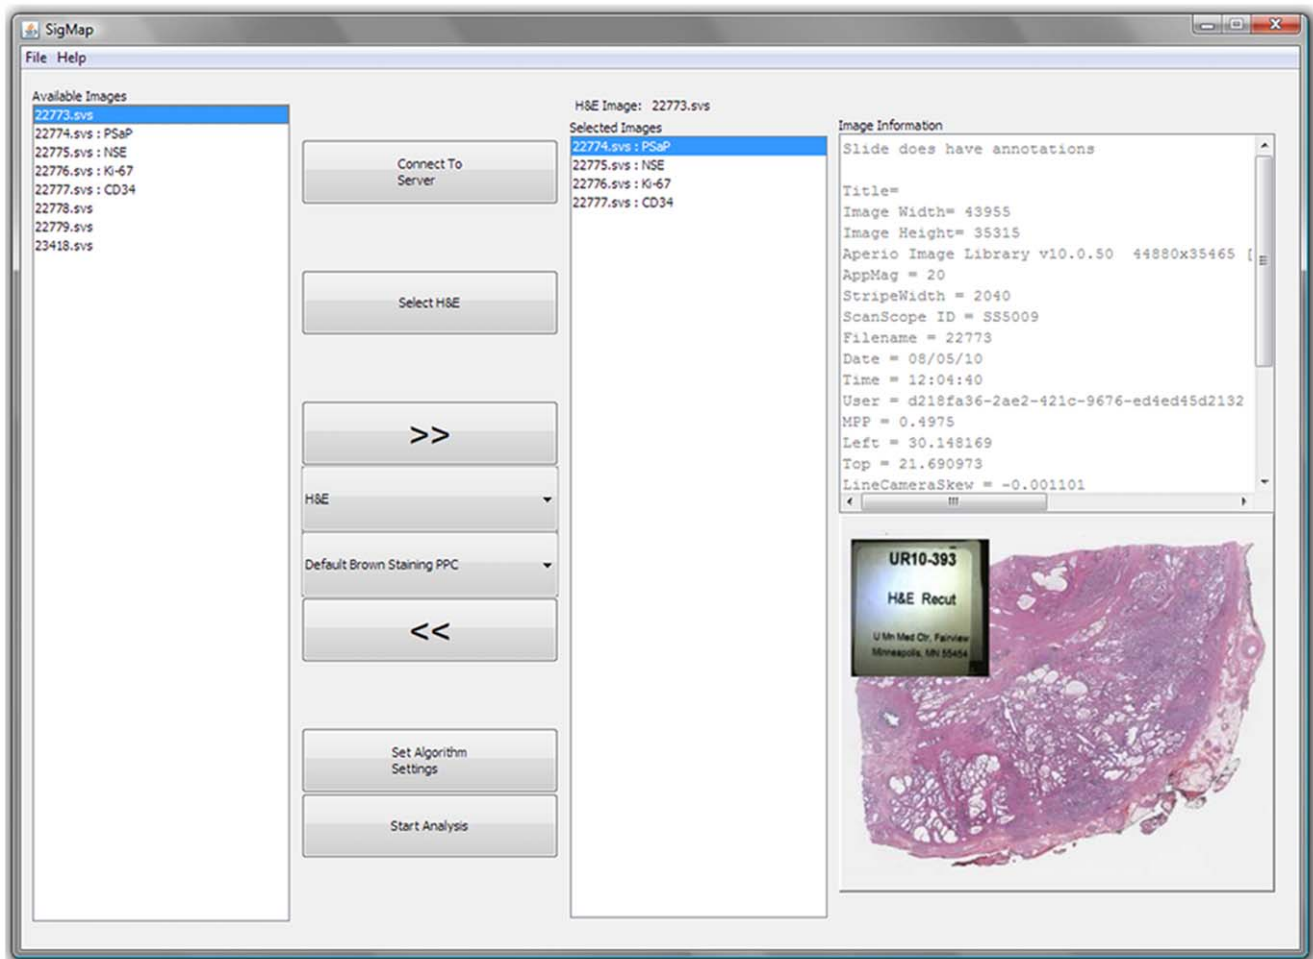 SigMap
File Help
Available Images
22773.svs
22774.svs : PSaP
22775.svs : NSE
22776.svs : Ki-67
22777.svs : CD34
22778.svs
22779.svs
23418.svs
Connect To
Server
Select H&E
>>
H&E
Default Brown Staining PPC
<<
Set Algorithm
Settings
Start Analysis
H&E Image: 22773.svs
Selected Images
22774.svs : PSaP
22775.svs : NSE
22776.svs : Ki-67
22777.svs : CD34
Image Information
Slide does have annotations
Title=
Image Width= 43955
Image Height= 35315
Aperio Image Library v10.0.50 44880x35465 [
AppMag = 20
StripeWidth = 2040
ScanScope ID = SS5009
Filename = 22773
Date = 08/05/10
Time = 12:04:40
User = d218fa36-2ae2-421c-9676-ed4ed45d2132
MPP = 0.4975
Left = 30.148169
Top = 21.690973
LineCameraSkew = -0.001101
UR10-393
H&E Recut
U Mn Med Ctr, Fairview
Minneapolis, MN 55454